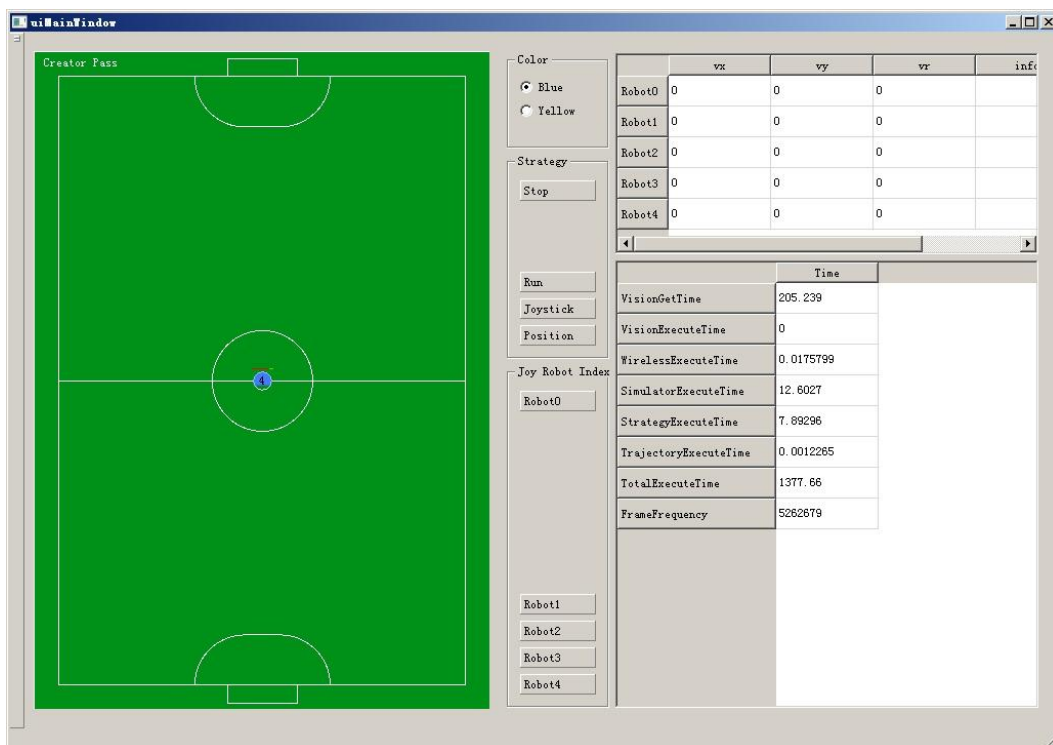 uiMainWindow
Creator Pass
4
Color
Blue
Yellow
Strategy
Stop
Run
Joystick
Position
Joy Robot Index
Robot0
Robot1
Robot2
Robot3
Robot4
vx vy vr info
Robot0 0 0 0
Robot1 0 0 0
Robot2 0 0 0
Robot3 0 0 0
Robot4 0 0 0
Time
VisionGetTime 205.239
VisionExecuteTime 0
WirelessExecuteTime 0.0175799
SimulatorExecuteTime 12.6027
StrategyExecuteTime 7.89296
TrajectoryExecuteTime 0.0012265
TotalExecuteTime 1377.66
FrameFrequency 5262679